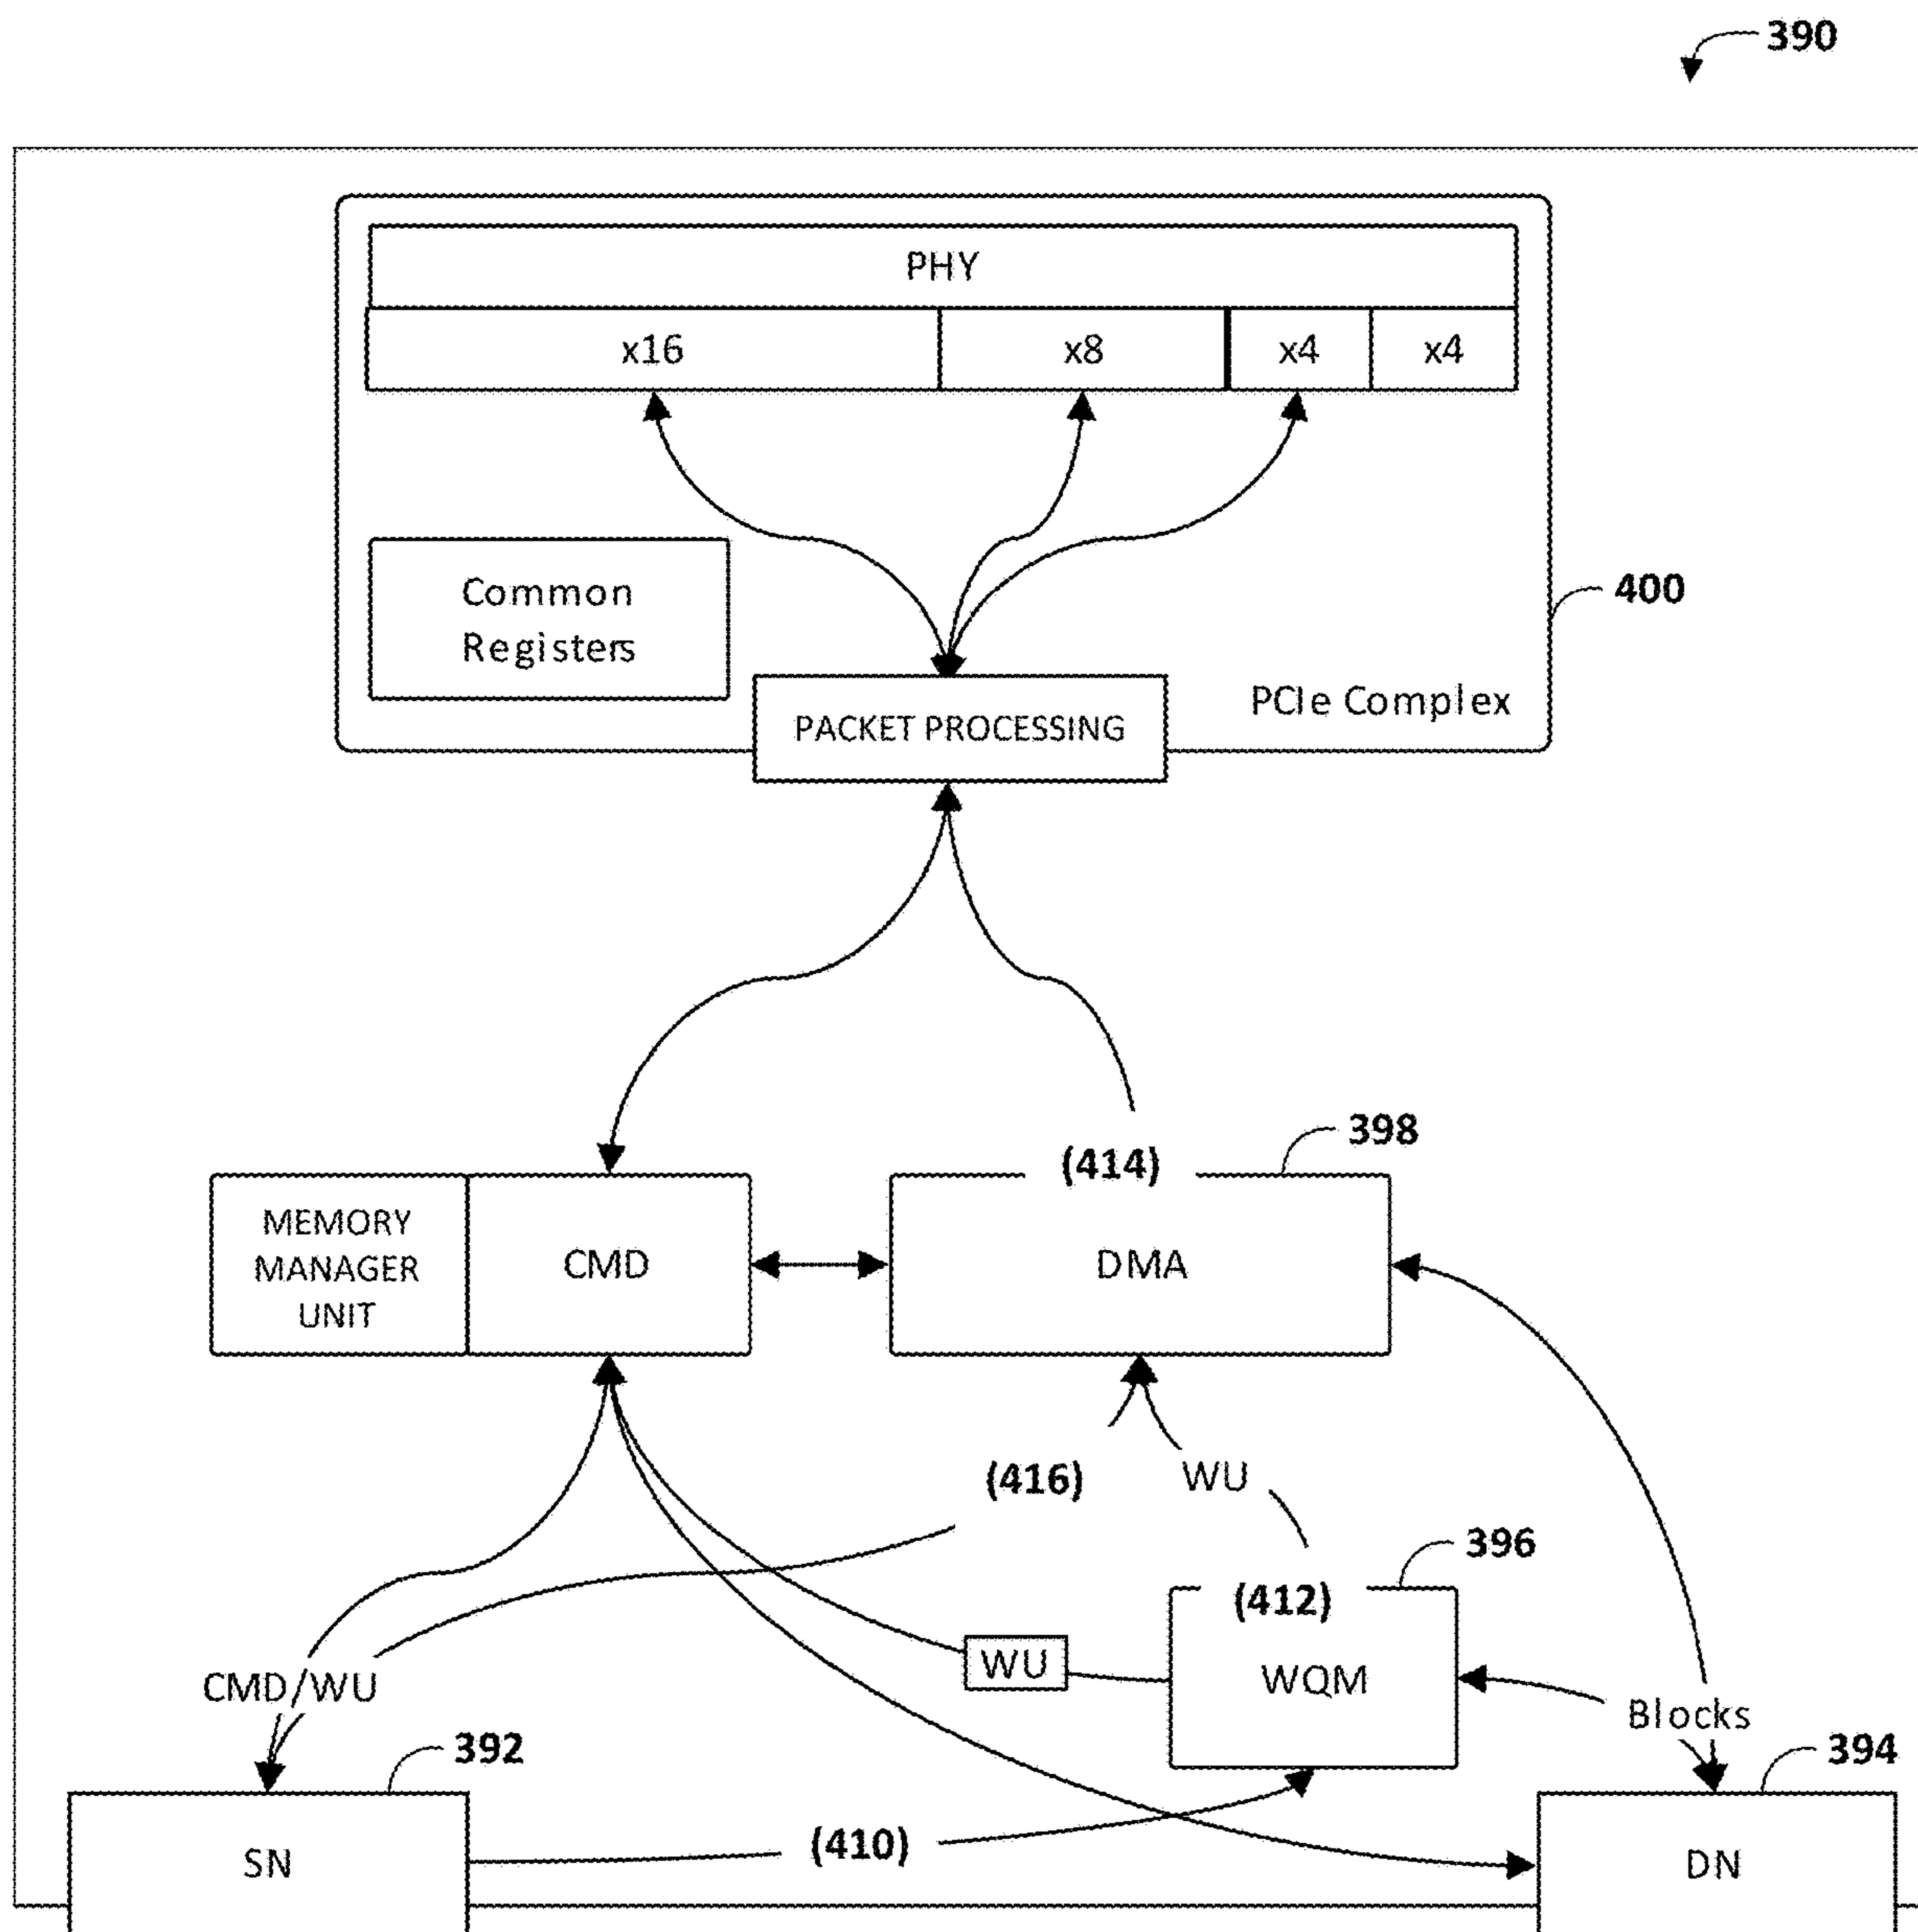 390
PHY
x16
x8
x4
x4
Common
Registers
400
PCIe Complex
PACKET PROCESSING
398
(414)
MEMORY
MANAGER
UNIT
CMD
DMA
(416)
WU
396
(412)
WU
WQM
CMD/WU
Blocks
392
394
(410)
SN
DN